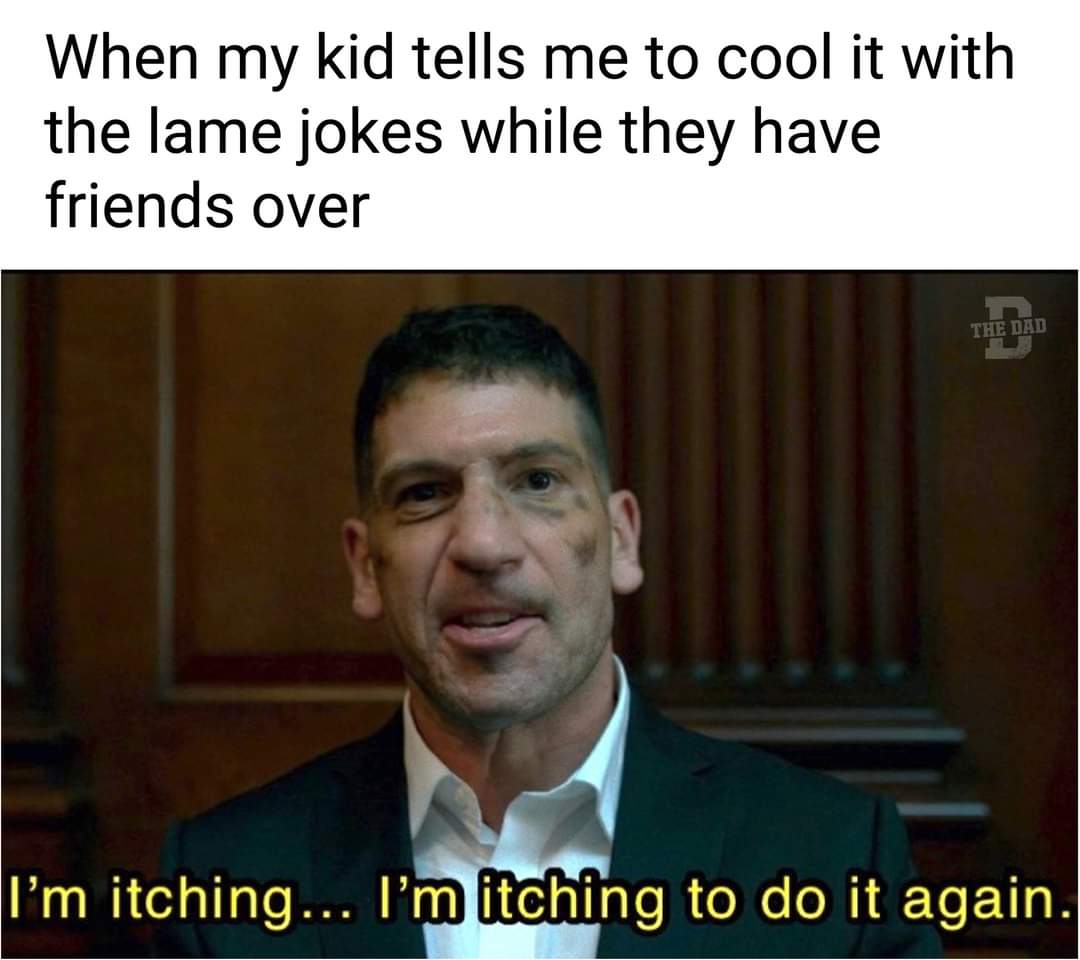 When my kid tells me to cool it with
the lame jokes while they have
friends over
THE DAD
I'm itching... I'm itching to do it again.